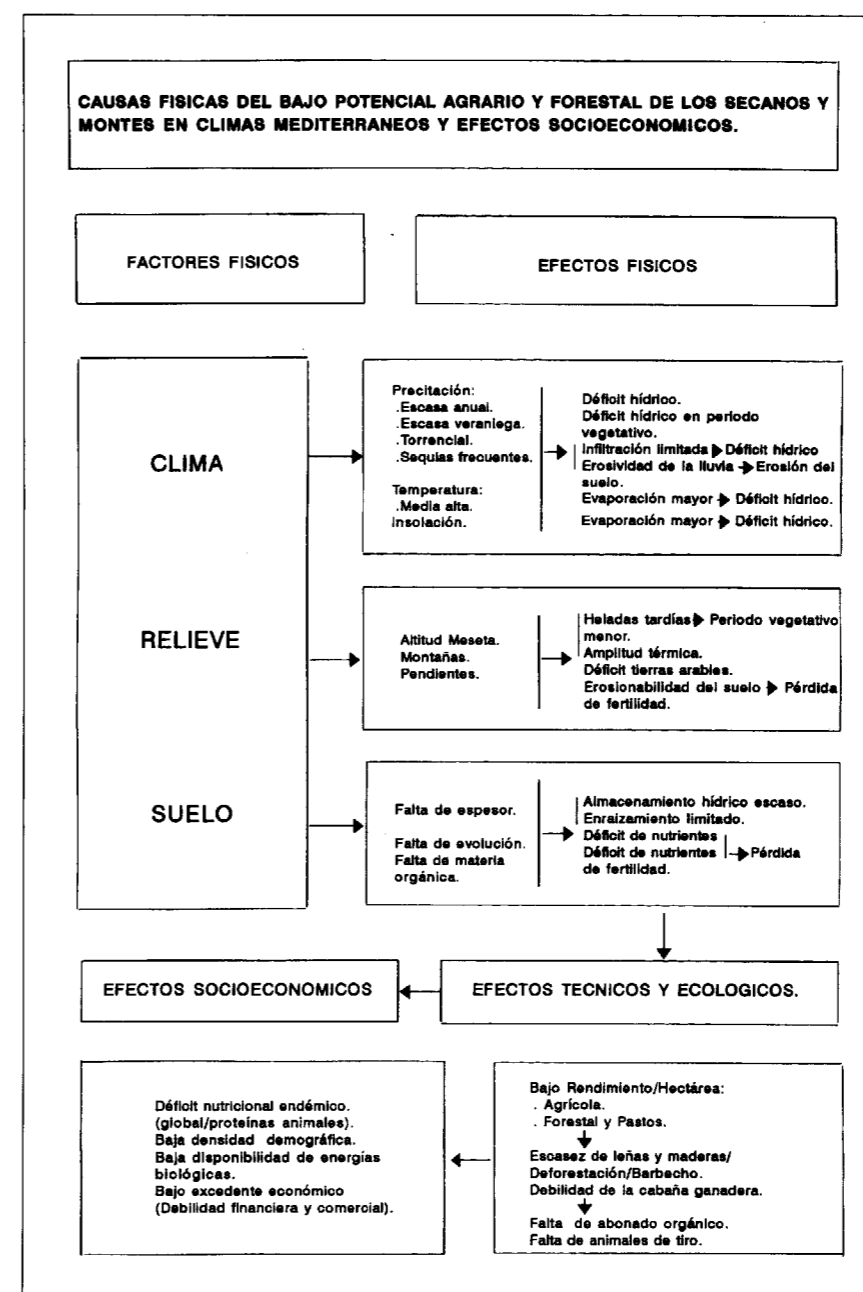 CAUSAS FISICAS DEL BAJO POTENCIAL AGRARIO Y FORESTAL DE LOS SECANOS Y
MONTES EN CLIMAS MEDITERRANEOS Y EFECTOS SOCIOECONOMICOS.
FACTORES FISICOS
EFECTOS FISICOS
CLIMA
Precitación:
.Escasa anual.
.Escasa veraniega.
.Torrencial.
.Sequias frecuentes.
Temperatura:
.Media alta.
Insolación.
Déficit hídrico.
Déficit hídrico en periodo
vegetativo.
Infiltración limitada Déficit hídrico
Erosividad de la lluvia Erosión del
suelo.
Evaporación mayor Déficit hídrico.
Evaporación mayor Déficit hídrico.
RELIEVE
Altitud Meseta.
Montañas.
Pendientes.
Heladas tardías Periodo vegetativo
menor.
Amplitud térmica.
Déficit tierras arables.
Erosionabilidad del suelo Pérdida
de fertilidad.
SUELO
Falta de espesor.
Falta de evolución.
Falta de materia
orgánica.
Almacenamiento hídrico escaso.
Enraizamiento limitado.
Déficit de nutrientes
Déficit de nutrientes Pérdida
de fertilidad.
EFECTOS SOCIOECONOMICOS
EFECTOS TECNICOS Y ECOLOGICOS.
Déficit nutricional endémico.
(global/proteínas animales).
Baja densidad demográfica.
Baja disponibilidad de energías
biológicas.
Bajo excedente económico
(Debilidad financiera y comercial).
Bajo Rendimiento/Hectárea:
. Agrícola.
. Forestal y Pastos.
Escasez de leñas y maderas/
Deforestación/Barbecho.
Debilidad de la cabaña ganadera.
Falta de abonado orgánico.
Falta de animales de tiro.